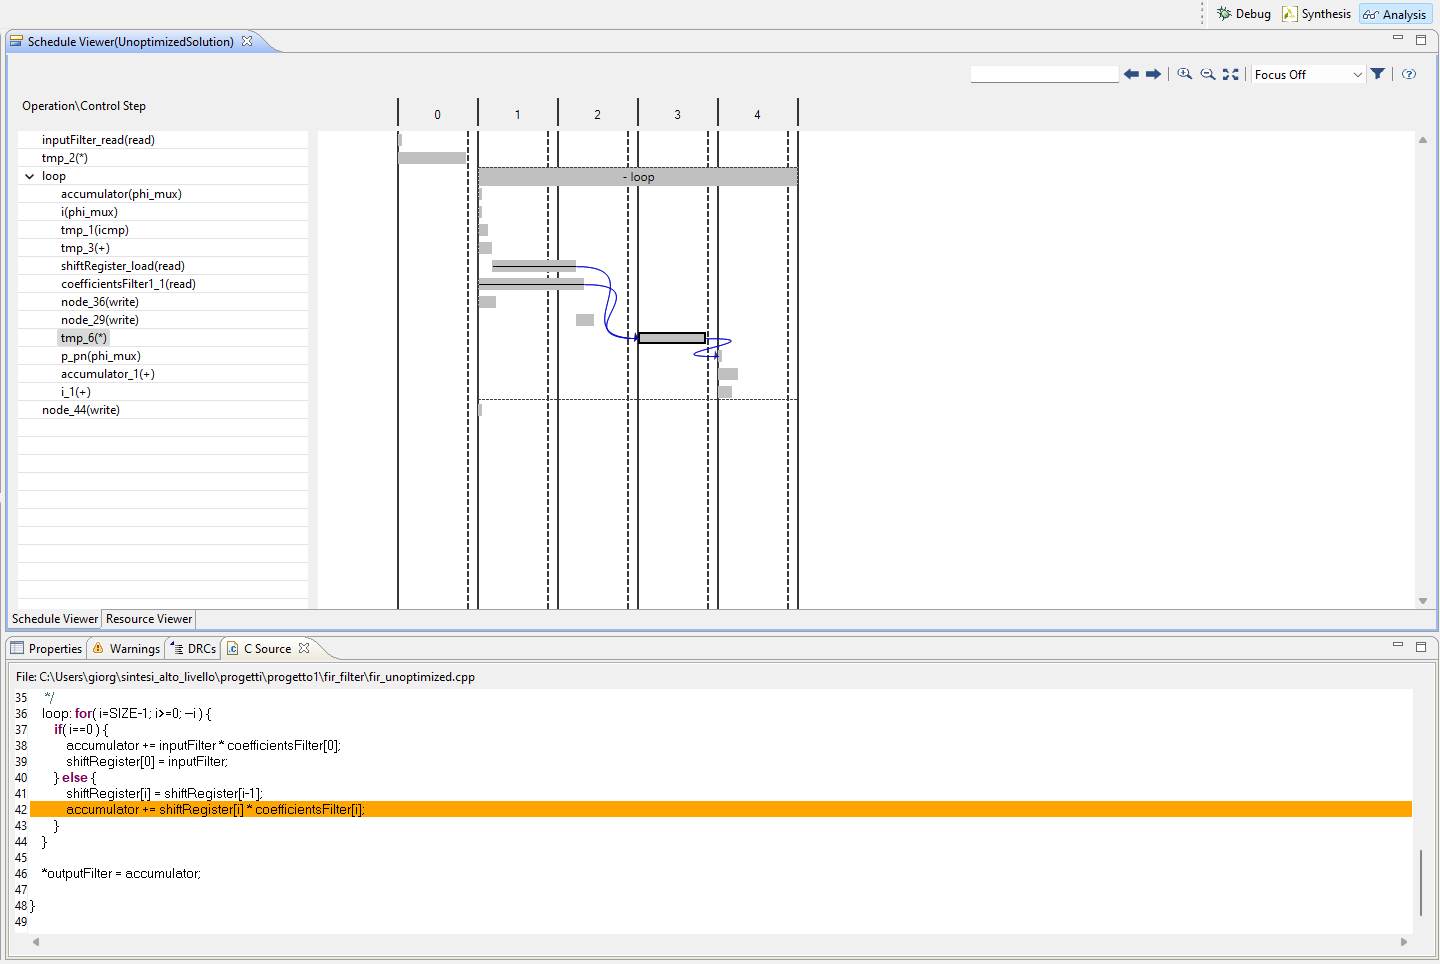 Debug Synthesis Analysis
Schedule Viewer(UnoptimizedSolution)
Focus Off
Operation\Control Step
0 1 2 3 4
inputFilter_read(read)
tmp_2(*)
loop
- loop
accumulator(phi_mux)
i(phi_mux)
tmp_1(icmp)
tmp_3(+)
shiftRegister_load(read)
coefficientsFilter1_1(read)
node_36(write)
node_29(write)
tmp_6(*)
p_pn(phi_mux)
accumulator_1(+)
i_1(+)
node_44(write)
Schedule Viewer Resource Viewer
Properties Warnings DRCs C Source
File: C:\Users\giorg\sintesi_alto_livello\progetti\progetto1\fir_filter\fir_unoptimized.cpp
35 */
36 loop: for( i=SIZE-1; i>=0; --i ) {
37 if( i==0 ) {
38 accumulator += inputFilter * coefficientsFilter[0];
39 shiftRegister[0] = inputFilter;
40 } else {
41 shiftRegister[i] = shiftRegister[i-1];
42 accumulator += shiftRegister[i] * coefficientsFilter[i];
43 }
44 }
45
46 *outputFilter = accumulator;
47
48 }
49